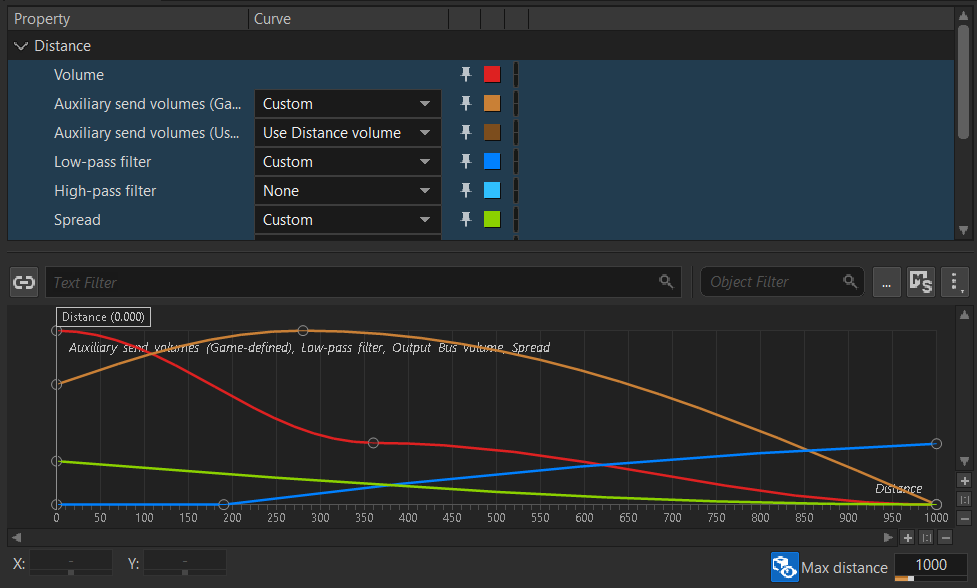 Property Curve
Distance
Volume
Auxiliary send volumes (Ga... Custom
Auxiliary send volumes (Us... Use Distance volume
Low-pass filter Custom
High-pass filter None
Spread Custom
Text Filter Object Filter ... MS
Distance (0.000)
Auxiliary send volumes (Game-defined), Low-pass filter, Output Bus volume, Spread
Distance
0 50 100 150 200 250 300 350 400 450 500 550 600 650 700 750 800 850 900 950 1000
X: - Y: - Max distance 1000